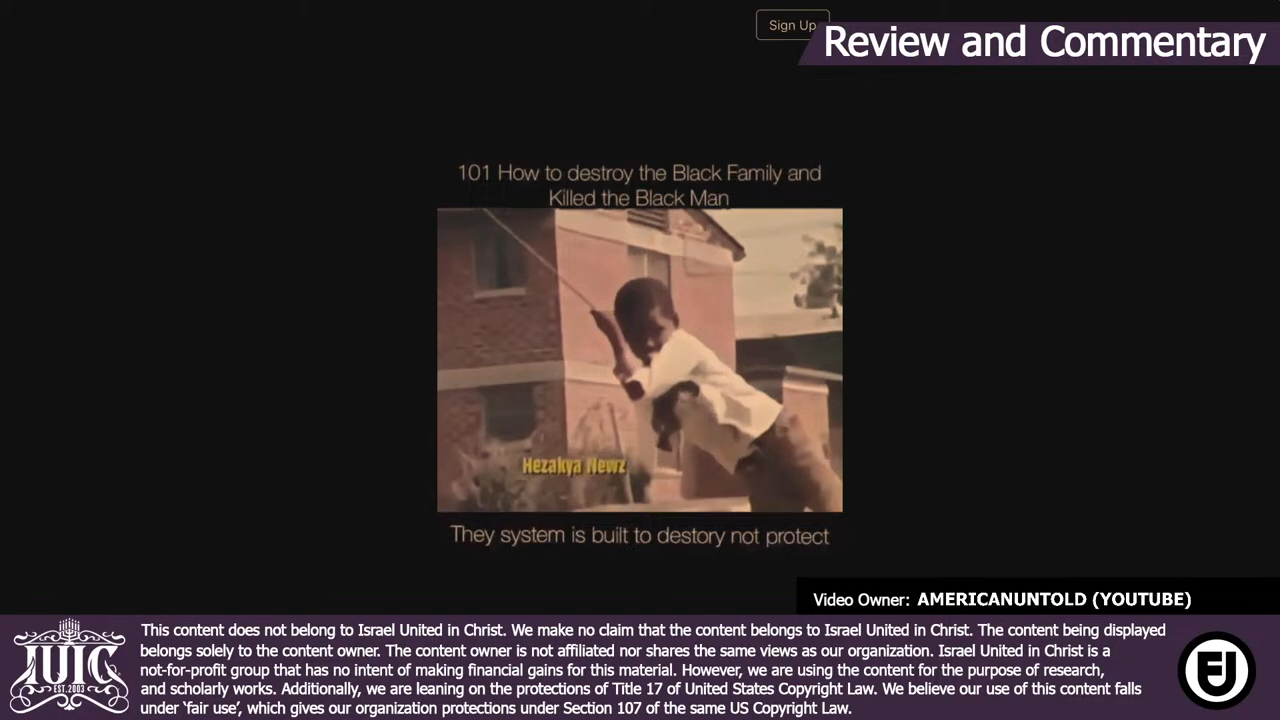 Sign Up
Review and Commentary
101 How to destroy the Black Family and
Killed the Black Man
Hezakya Newz
They system is built to destory not protect
Video Owner: AMERICANUNTOLD (YOUTUBE)
This content does not belong to Israel United in Christ. We make no claim that the content belongs to Israel United in Christ. The content being displayed
belongs solely to the content owner. The content owner is not affiliated nor shares the same views as our organization. Israel United in Christ is a
not-for-profit group that has no intent of making financial gains for this material. However, we are using the content for the purpose of research,
and scholarly works. Additionally, we are leaning on the protections of Title 17 of United States Copyright Law. We believe our use of this content falls
under 'fair use', which gives our organization protections under Section 107 of the same US Copyright Law.
IUIC
EST. 2003